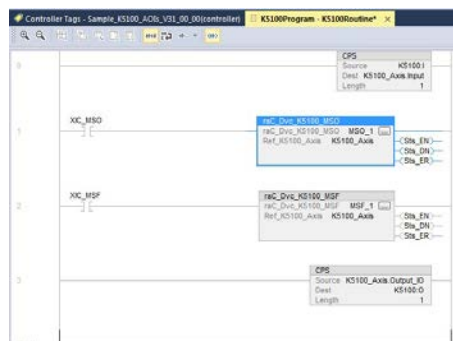 Controller Tags - Sample_K5100_AOIs_V31_00_00(controller)
K5100Program - K5100Routine* ×
0
CPS
Source K5100:I
Dest K5100_Axis.Input
Length 1
XIC_MSO
1
raC_Dvc_K5100_MSO
raC_Dvc_K5100_MSO MSO_1 ...
Ref_K5100_Axis K5100_Axis
Sts_EN
Sts_DN
Sts_ER
XIC_MSF
2
raC_Dvc_K5100_MSF
raC_Dvc_K5100_MSF MSF_1 ...
Ref_K5100_Axis K5100_Axis
Sts_EN
Sts_DN
Sts_ER
3
CPS
Source K5100_Axis.Output_IO
Dest K5100:O
Length 1